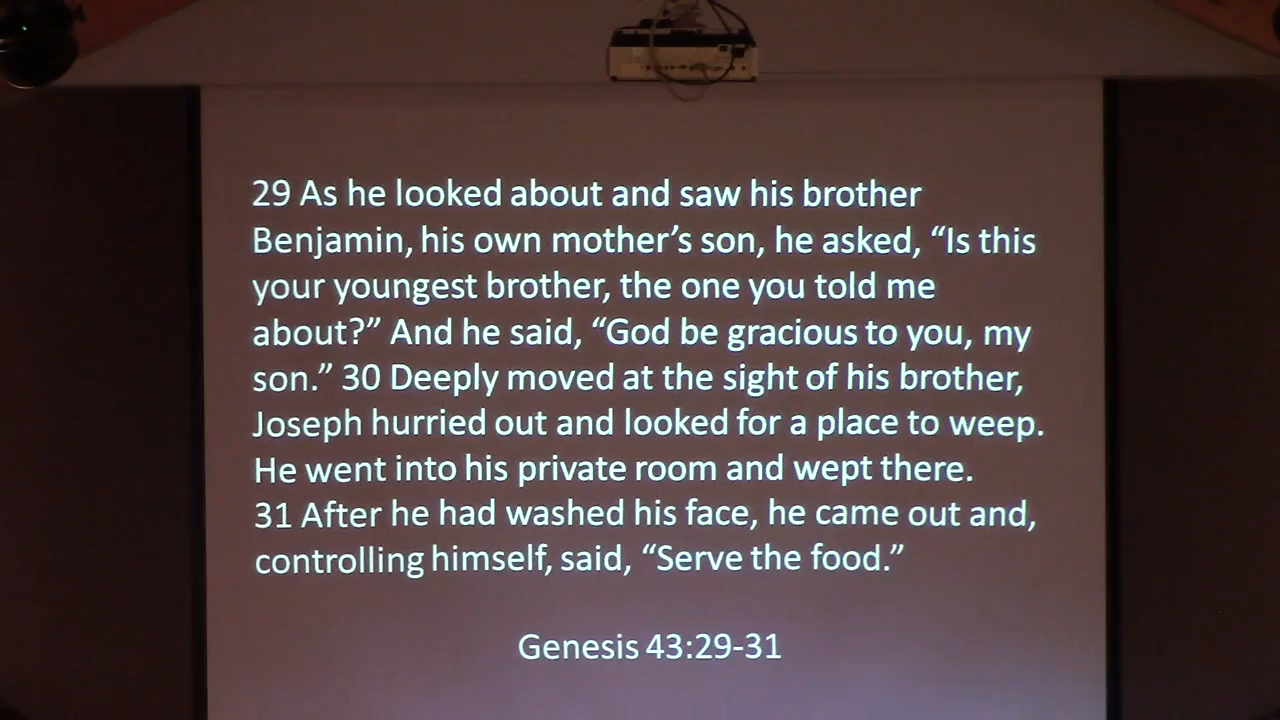 29 As he looked about and saw his brother
Benjamin, his own mother’s son, he asked, “Is this
your youngest brother, the one you told me
about?” And he said, “God be gracious to you, my
son.” 30 Deeply moved at the sight of his brother,
Joseph hurried out and looked for a place to weep.
He went into his private room and wept there.
31 After he had washed his face, he came out and,
controlling himself, said, “Serve the food.”
Genesis 43:29-31